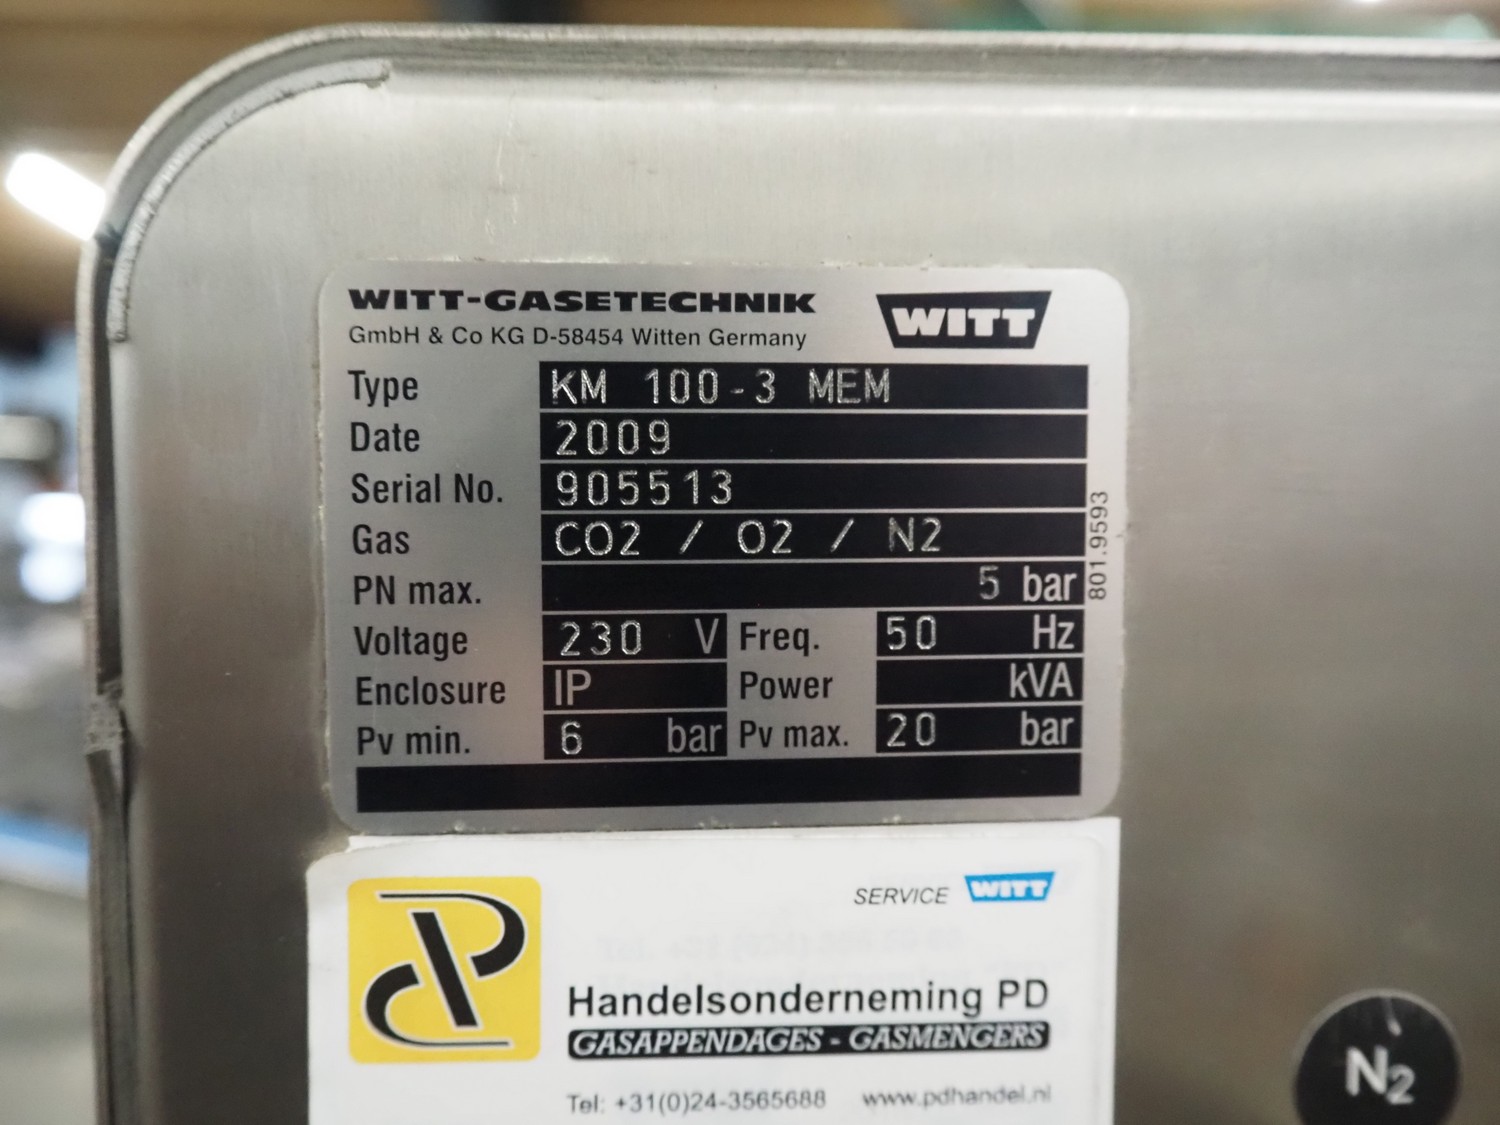 WITT-GASETECHNIK
GmbH & Co KG D-58454 Witten Germany
WITT
Type KM 100-3 MEM
Date 2009
Serial No. 905513
Gas CO2 / O2 / N2
PN max. 5 bar
Voltage 230 V Freq. 50 Hz
Enclosure IP Power kVA
Pv min. 6 bar Pv max. 20 bar
801.9593
SERVICE WITT
PD
Handelsonderneming PD
GASAPPENDAGES - GASMENGERS
Tel: +31(0)24-3565688 www.pdhandel.nl
N2